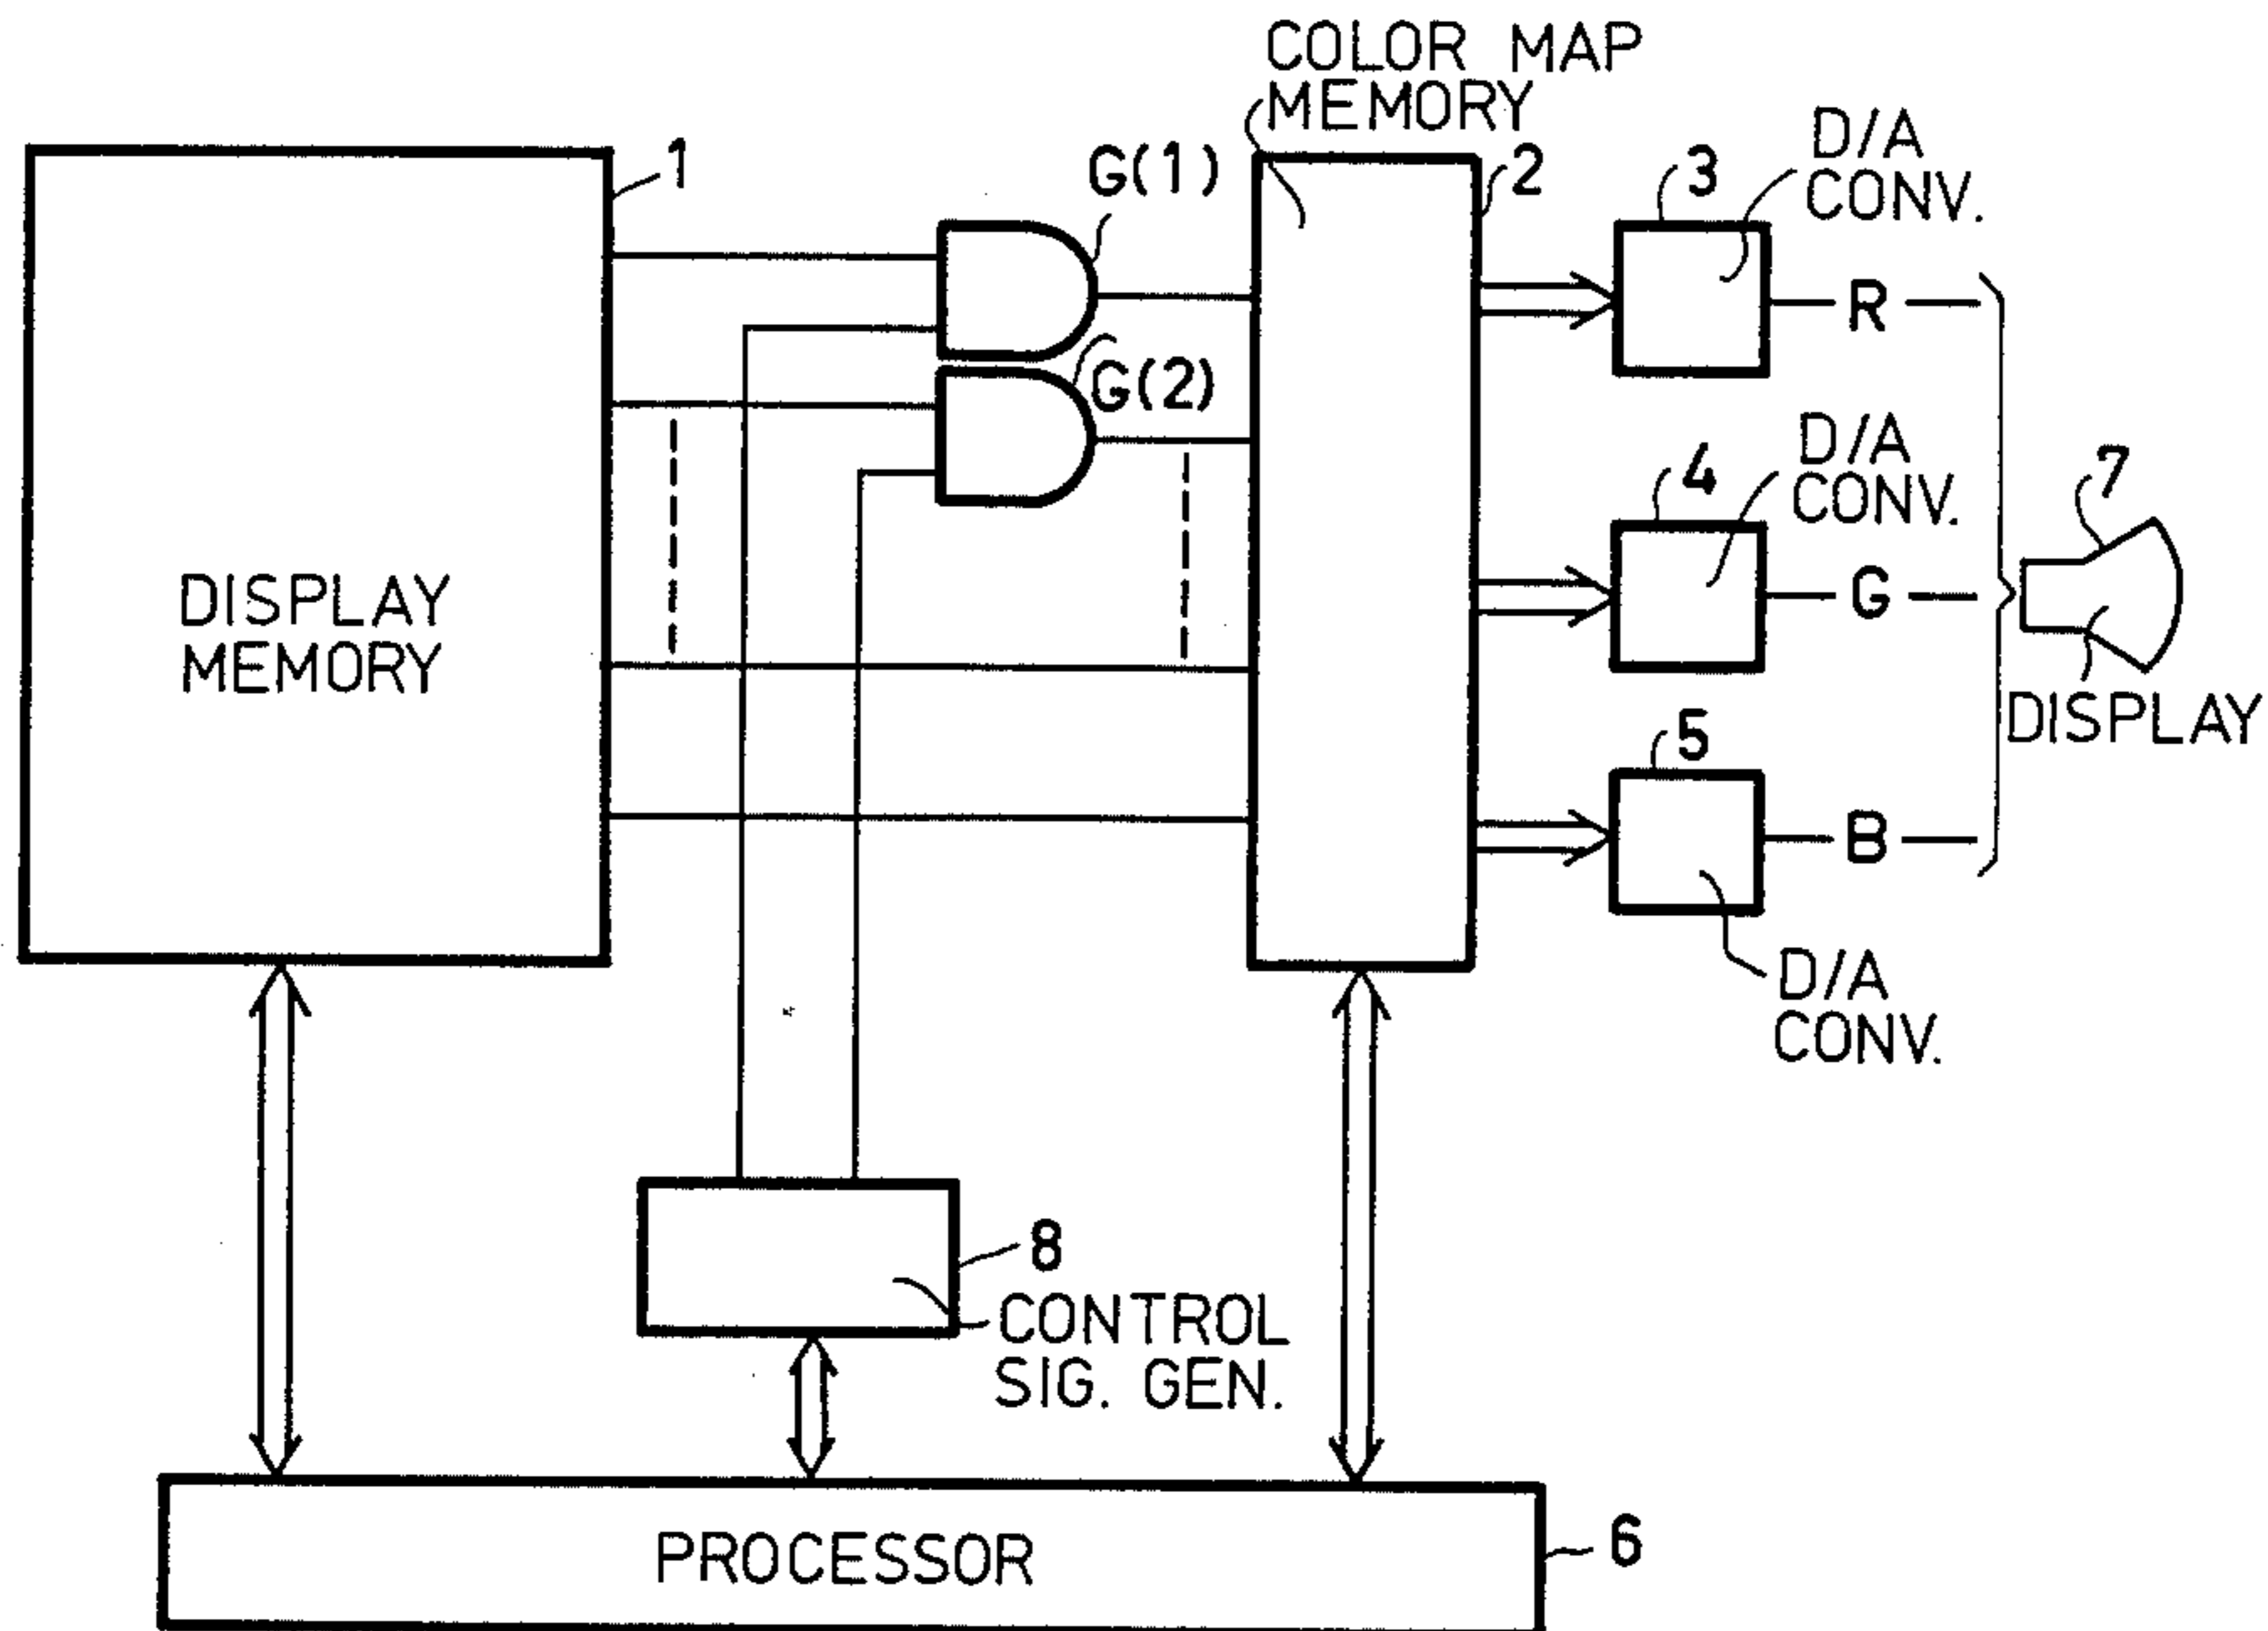 COLOR MAP
MEMORY
1
G(1)
2
3
D/A
CONV.
R
G(2)
4
D/A
CONV.
7
G
DISPLAY
MEMORY
DISPLAY
5
B
D/A
CONV.
8
CONTROL
SIG. GEN.
PROCESSOR
6